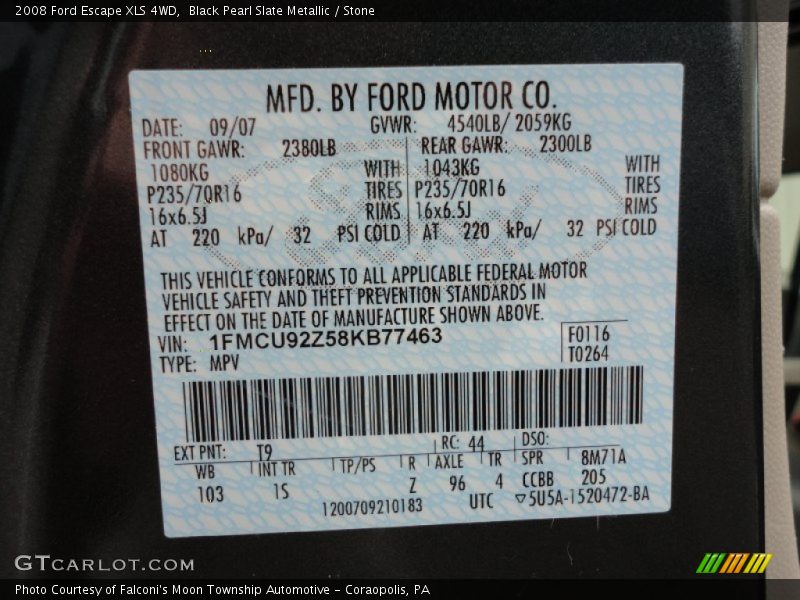 2008 Ford Escape XLS 4WD, Black Pearl Slate Metallic / Stone
MFD. BY FORD MOTOR CO.
DATE: 09/07 GVWR: 4540LB/ 2059KG
FRONT GAWR: 2380LB REAR GAWR: 2300LB
1080KG WITH 1043KG WITH
P235/70R16 TIRES P235/70R16 TIRES
16x6.5J RIMS 16x6.5J RIMS
AT 220 kPa/ 32 PSI COLD AT 220 kPa/ 32 PSI COLD
THIS VEHICLE CONFORMS TO ALL APPLICABLE FEDERAL MOTOR
VEHICLE SAFETY AND THEFT PREVENTION STANDARDS IN
EFFECT ON THE DATE OF MANUFACTURE SHOWN ABOVE.
VIN: 1FMCU92Z58KB77463 F0116
TYPE: MPV T0264
EXT PNT: T9 RC: 44 DSO:
WB INT TR TP/PS R AXLE TR SPR 8M71A
103 1S Z 96 4 CCBB 205
1200709210183 UTC ▽5U5A-1520472-BA
GTCARLOT.COM
Photo Courtesy of Falconi's Moon Township Automotive - Coraopolis, PA